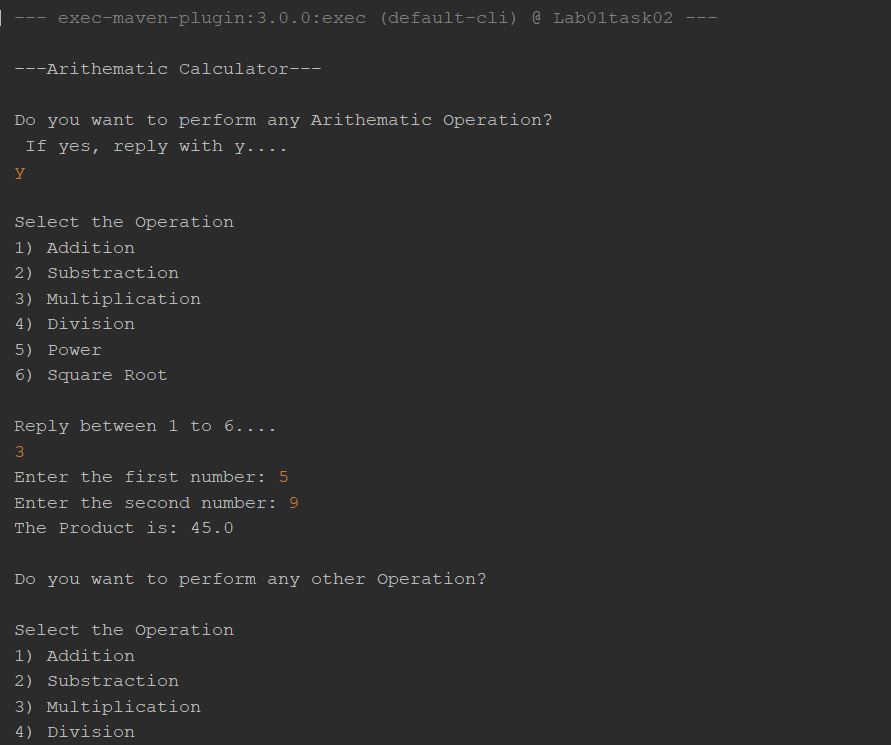 --- exec-maven-plugin:3.0.0:exec (default-cli) @ Lab01task02 ---
---Arithematic Calculator---
Do you want to perform any Arithematic Operation?
If yes, reply with y....
y
Select the Operation
1) Addition
2) Substraction
3) Multiplication
4) Division
5) Power
6) Square Root
Reply between 1 to 6....
3
Enter the first number: 5
Enter the second number: 9
The Product is: 45.0
Do you want to perform any other Operation?
Select the Operation
1) Addition
2) Substraction
3) Multiplication
4) Division